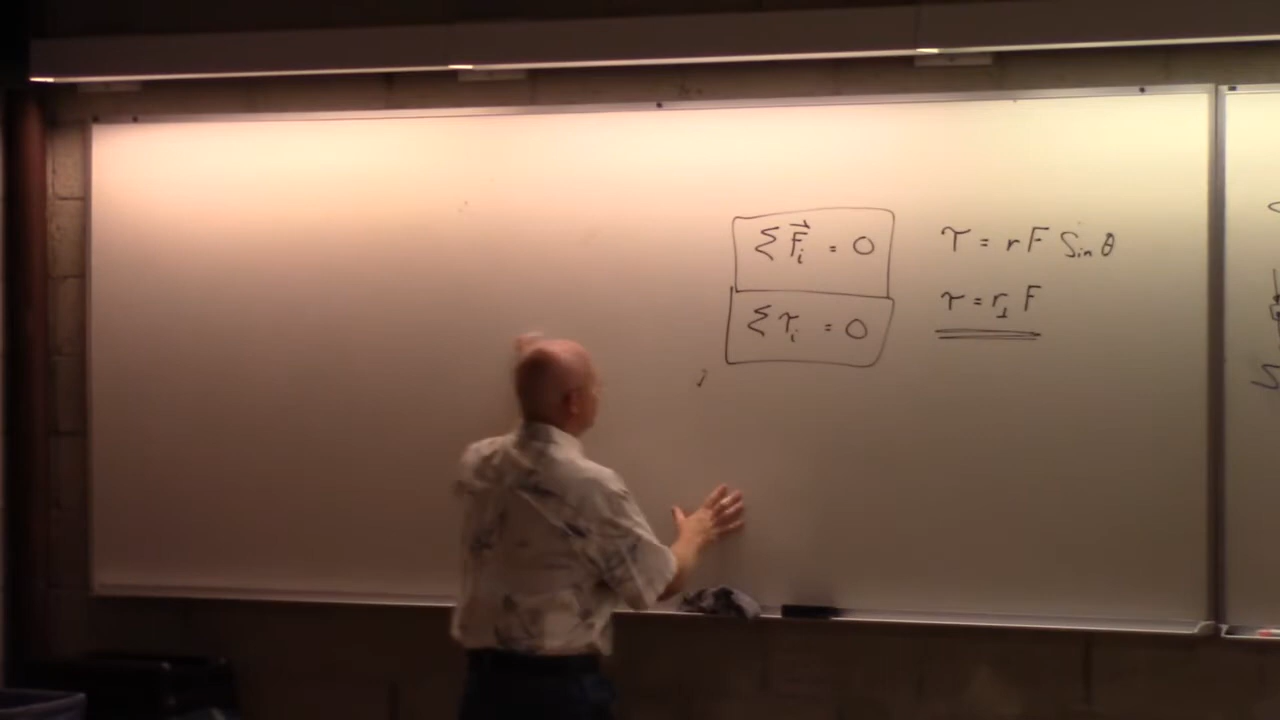 Σ F⃗ᵢ = 0
Σ τᵢ = 0
τ = r F Sin θ
τ = r⊥ F